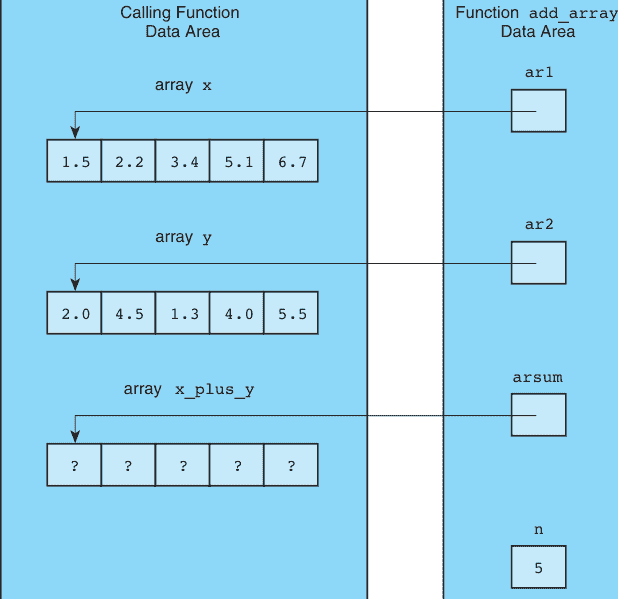 Calling Function
Data Area
Function add_array
Data Area
array x
ar1
1.5 2.2 3.4 5.1 6.7
array y
ar2
2.0 4.5 1.3 4.0 5.5
array x_plus_y
arsum
? ? ? ? ?
n
5